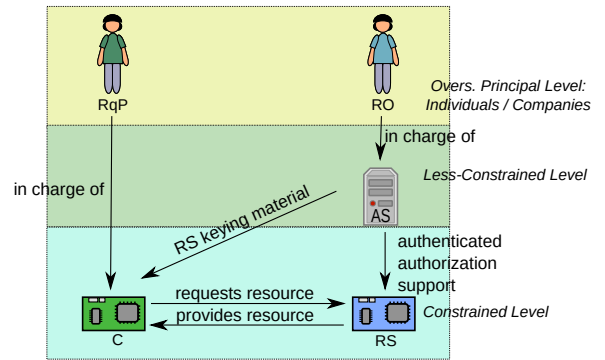 RqP
RO
Overs. Principal Level:
Individuals / Companies
in charge of
in charge of
Less-Constrained Level
AS
RS keying material
authenticated
authorization
support
requests resource
provides resource
Constrained Level
C
RS